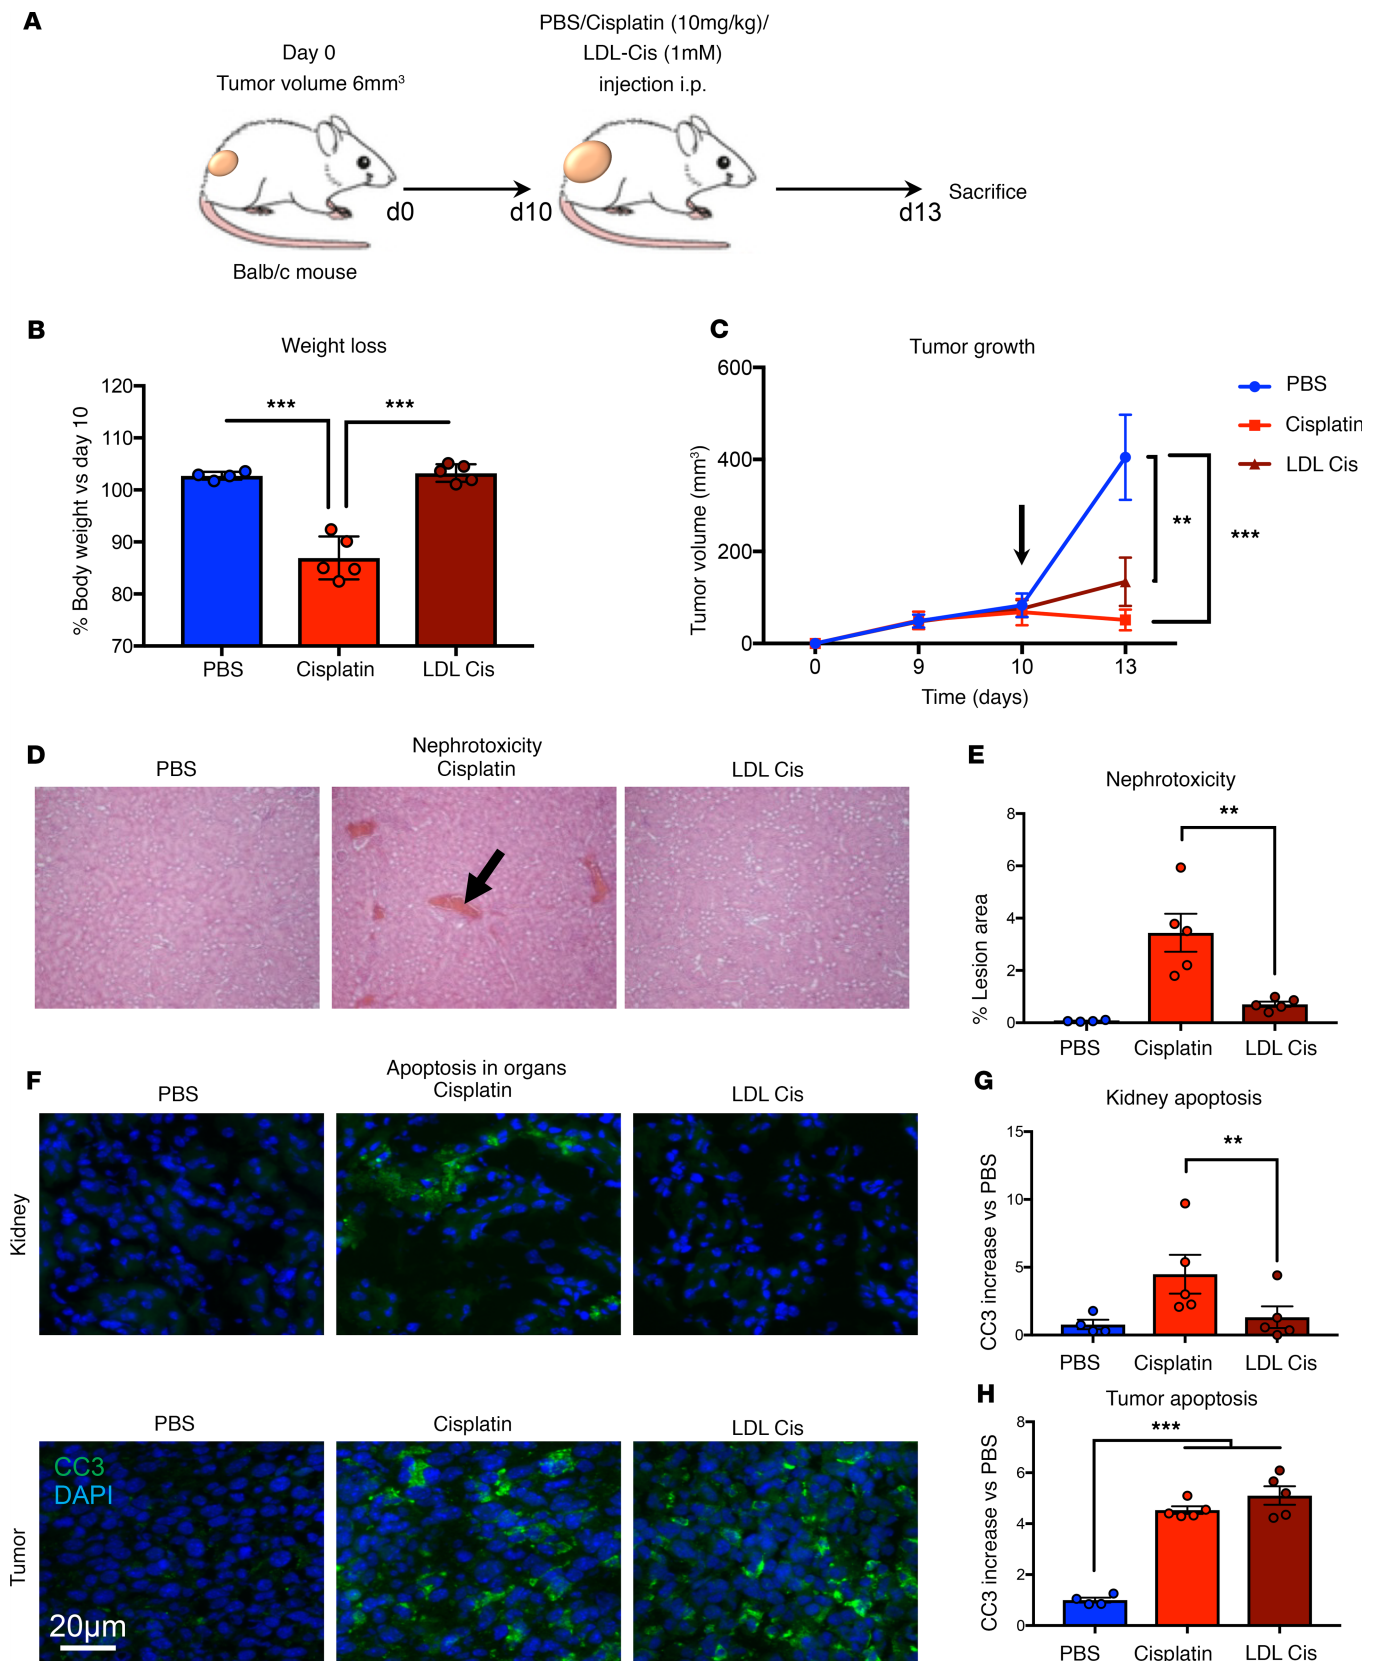 A
Day 0
Tumor volume 6mm³
PBS/Cisplatin (10mg/kg)/
LDL-Cis (1mM)
injection i.p.
d0
d10
d13
Sacrifice
Balb/c mouse
B
Weight loss
% Body weight vs day 10
120
110
100
90
80
70
***
***
PBS
Cisplatin
LDL Cis
C
Tumor growth
Tumor volume (mm³)
600
400
200
0
0
9
10
13
Time (days)
**
***
PBS
Cisplatin
LDL Cis
D
Nephrotoxicity
PBS
Cisplatin
LDL Cis
E
Nephrotoxicity
% Lesion area
8
6
4
2
0
**
PBS
Cisplatin
LDL Cis
F
Apoptosis in organs
PBS
Cisplatin
LDL Cis
Kidney
PBS
Cisplatin
LDL Cis
Tumor
CC3
DAPI
20μm
G
Kidney apoptosis
CC3 increase vs PBS
15
10
5
0
**
PBS
Cisplatin
LDL Cis
H
Tumor apoptosis
CC3 increase vs PBS
8
6
4
2
0
***
PBS
Cisplatin
LDL Cis